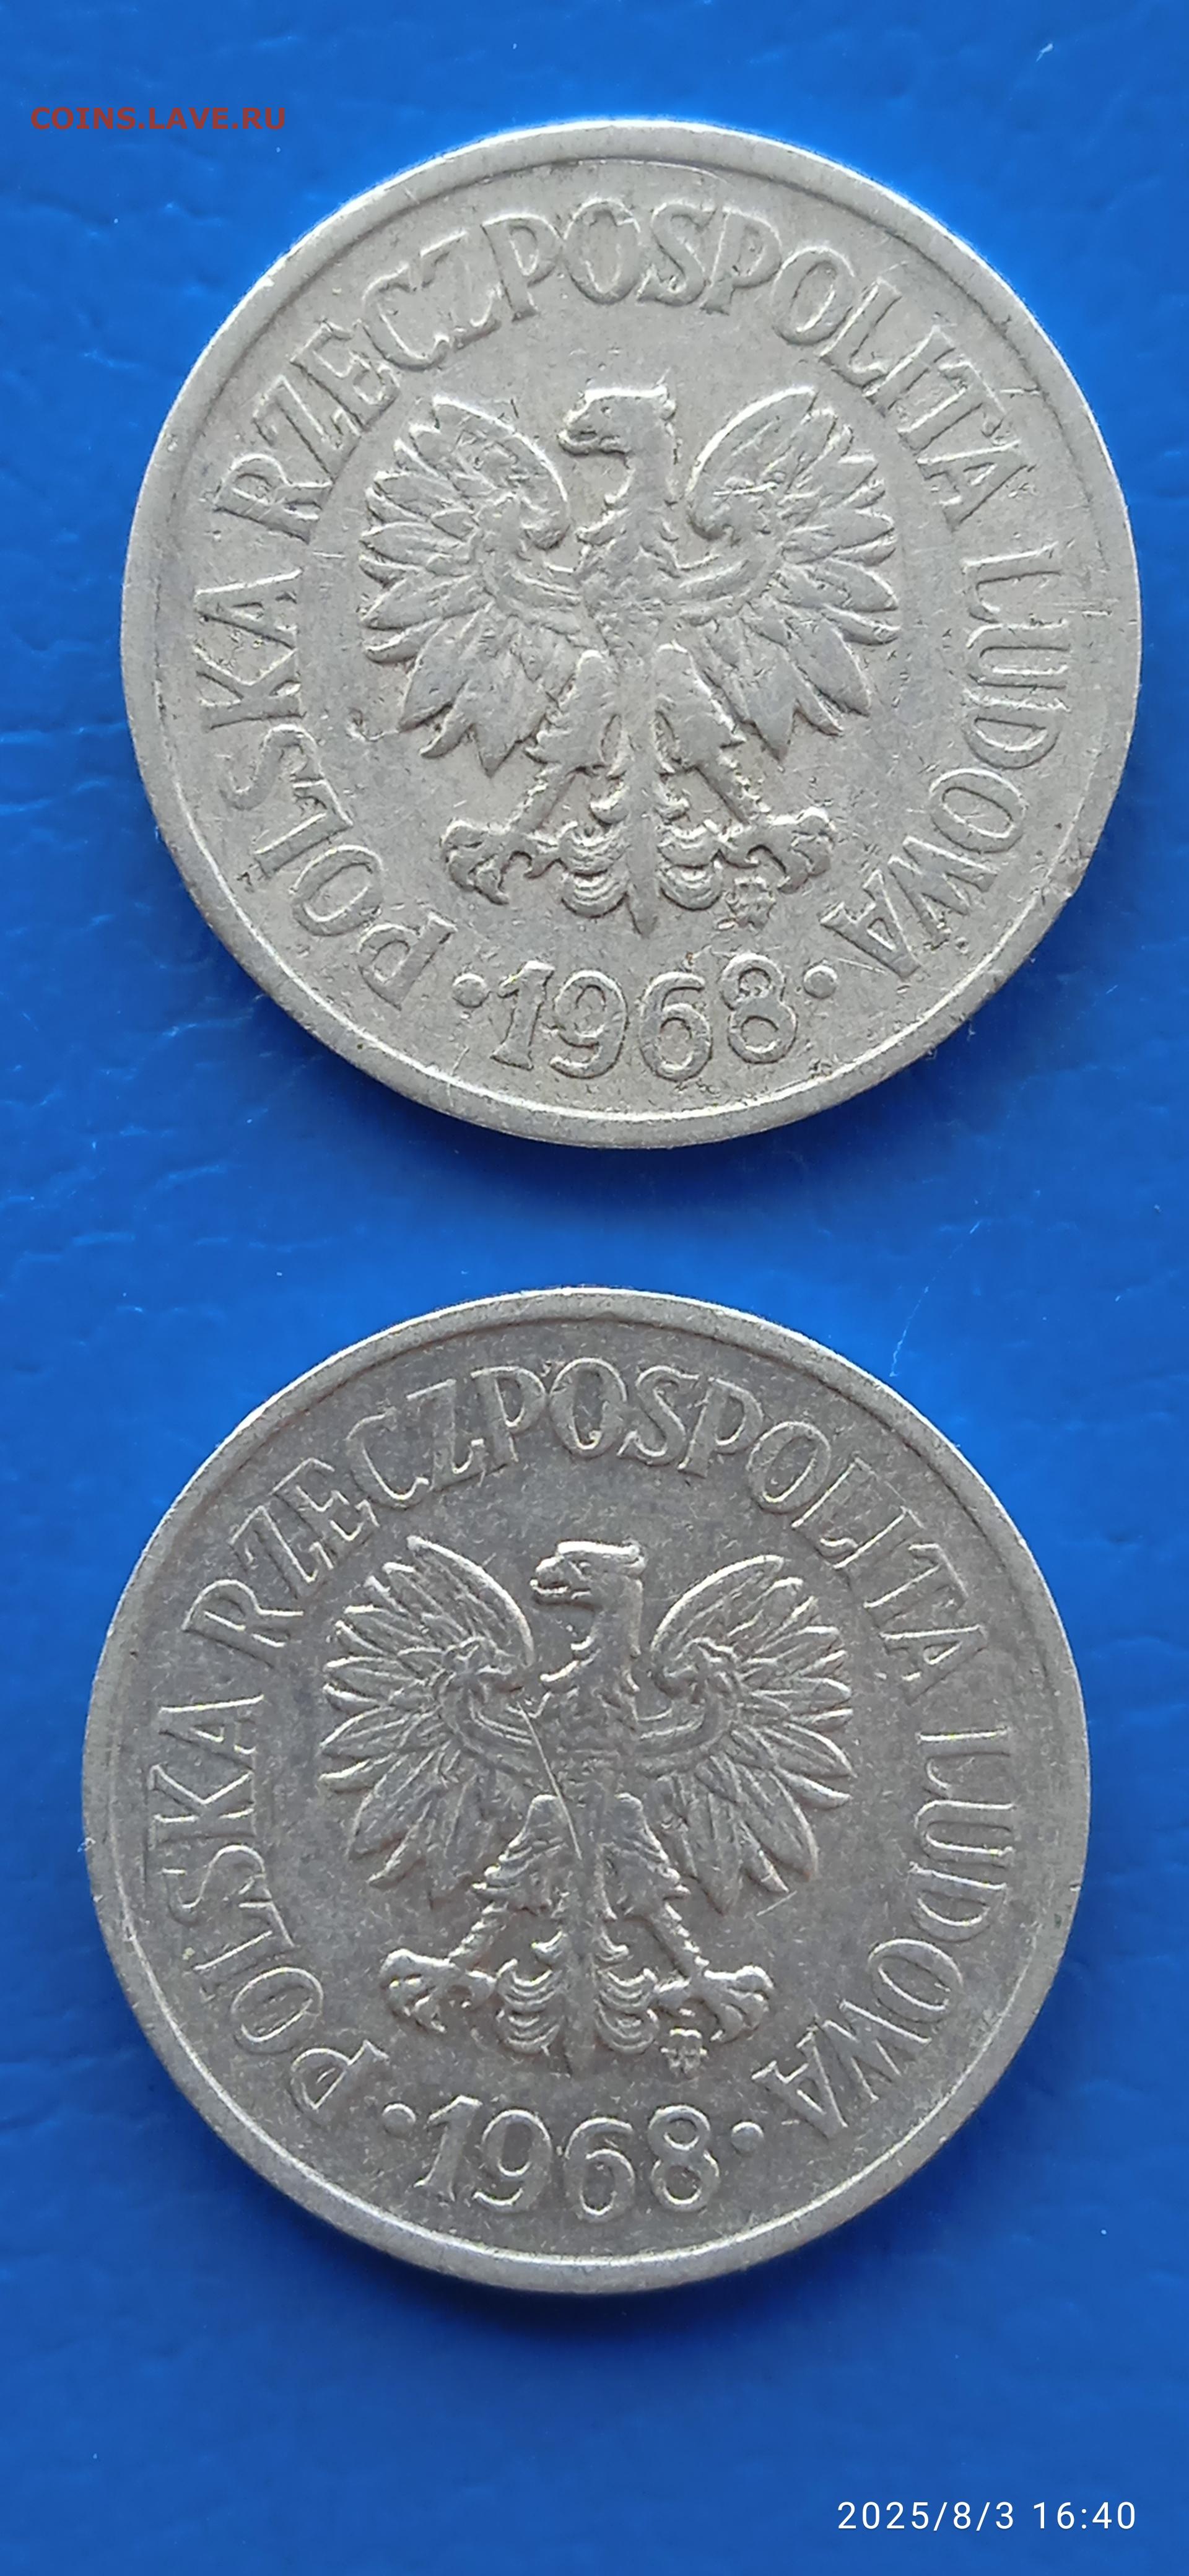 COINS.LAVE.RU
POLSKA RZECZPOSPOLITA LUDOWA
·1968·
POLSKA RZECZPOSPOLITA LUDOWA
·1968·
2025/8/3 16:40